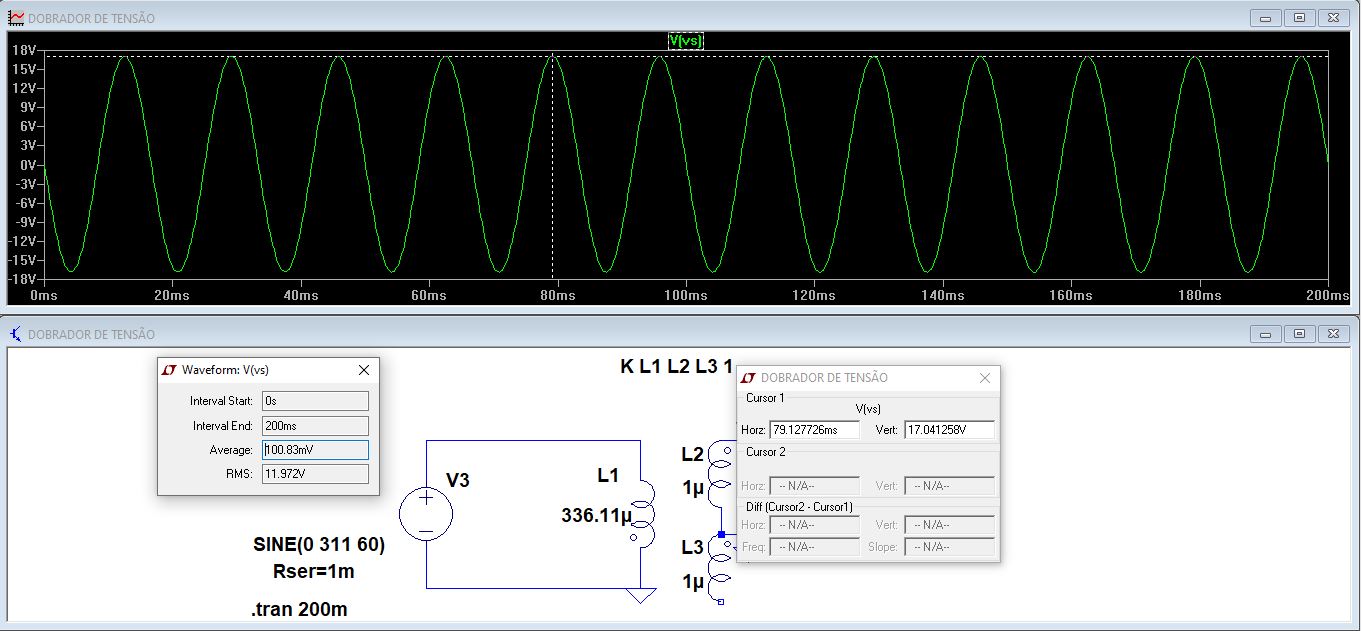 DOBRADOR DE TENSÃO
V(vs)
18V
15V
12V
9V
6V
3V
0V
-3V
-6V
-9V
-12V
-15V
-18V
0ms 20ms 40ms 60ms 80ms 100ms 120ms 140ms 160ms 180ms 200ms
DOBRADOR DE TENSÃO
Waveform: V(vs)
Interval Start: 0s
Interval End: 200ms
Average: 100.83mV
RMS: 11.972V
K L1 L2 L3 1
V3
SINE(0 311 60)
Rser=1m
.tran 200m
L1
336.11µ
L2
1µ
L3
1µ
DOBRADOR DE TENSÃO
Cursor 1
V(vs)
Horz: 79.127726ms Vert: 17.041258V
Cursor 2
Horz: -- N/A-- Vert: -- N/A--
Diff (Cursor2 - Cursor1)
Horz: -- N/A-- Vert: -- N/A--
Freq: -- N/A-- Slope: -- N/A--